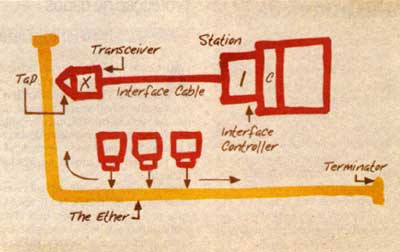 Transceiver
Station
Tap
X
I
C
Interface Cable
Interface
Controller
Terminator
The Ether